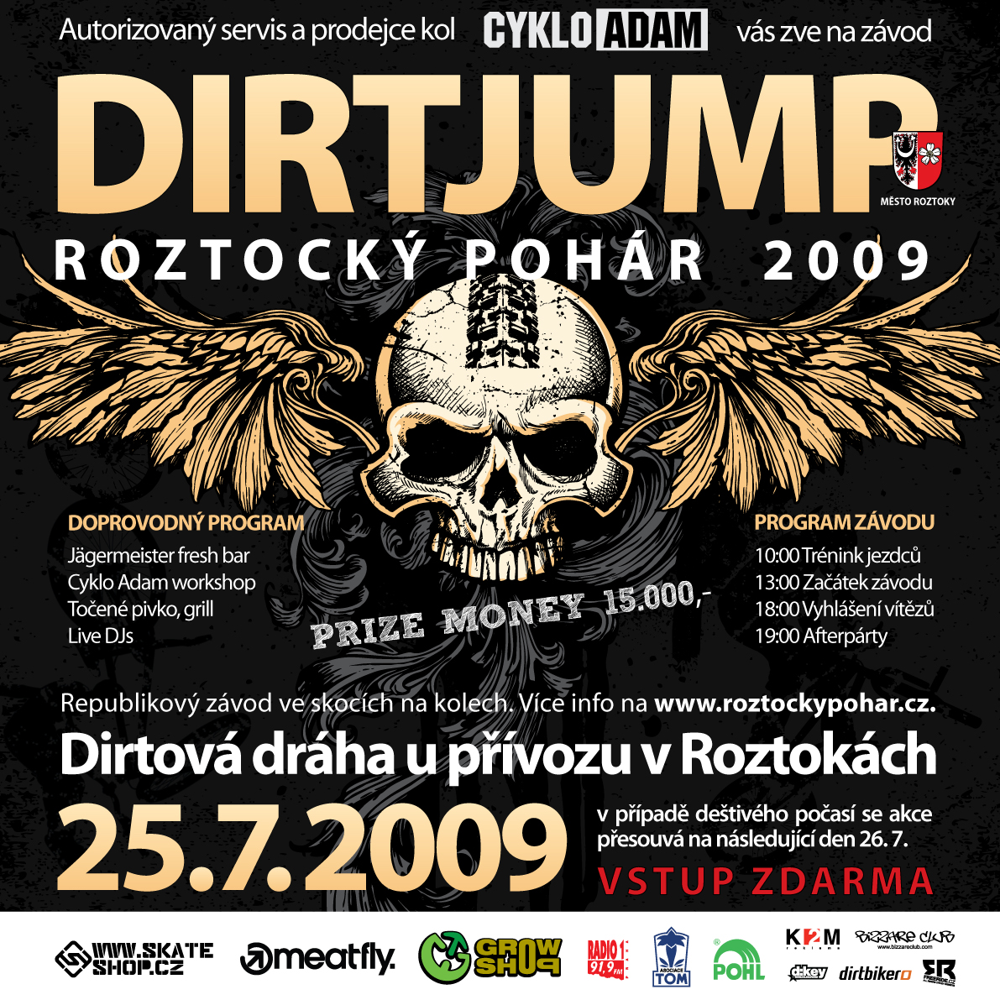 Autorizovaný servis a prodejce kol CYKLO ADAM vás zve na závod
DIRTJUMP
MĚSTO ROZTOKY
ROZTOCKÝ POHÁR 2009
DOPROVODNÝ PROGRAM
Jägermeister fresh bar
Cyklo Adam workshop
Točené pivko, grill
Live DJs
PROGRAM ZÁVODU
10:00 Trénink jezdců
13:00 Začátek závodu
18:00 Vyhlášení vítězů
19:00 Afterpárty
PRIZE MONEY 15.000,-
Republikový závod ve skocích na kolech. Více info na www.roztockypohar.cz.
Dirtová dráha u přívozu v Roztokách
25.7.2009
v případě deštivého počasí se akce
přesouvá na následující den 26. 7.
VSTUP ZDARMA
WWW.SKATE
SHOP.CZ
meatfly.
GROW
SHOP
RADIO 1
91,9 FM
ASOCIACE
TOM
®
POHL
K2M
reklama
BIZZARE CLUB
www.bizzareclub.com
d:key
dirtbiker
FREERIDE.CZ